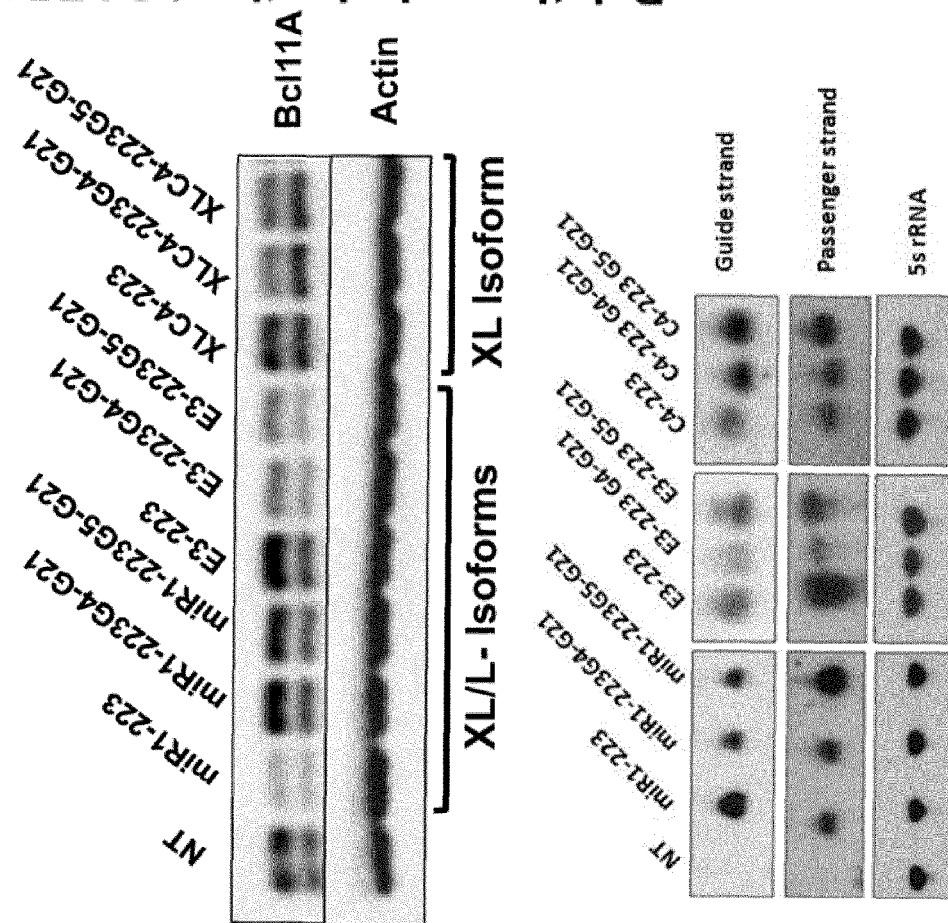 NT
miR1-223
miR1-223G4-G21
miR1-223G5-G21
E3-223
E3-223G4-G21
E3-223G5-G21
XLC4-223
XLC4-223G4-G21
XLC4-223G5-G21
Bcl11A
Actin
XL/L- Isoforms
XL Isoform
NT
miR1-223
miR1-223G4-G21
miR1-223G5-G21
E3-223
E3-223 G4-G21
E3-223 G5-G21
C4-223
C4-223 G4-G21
C4-223 G5-G21
Guide strand
Passenger strand
5s rRNA